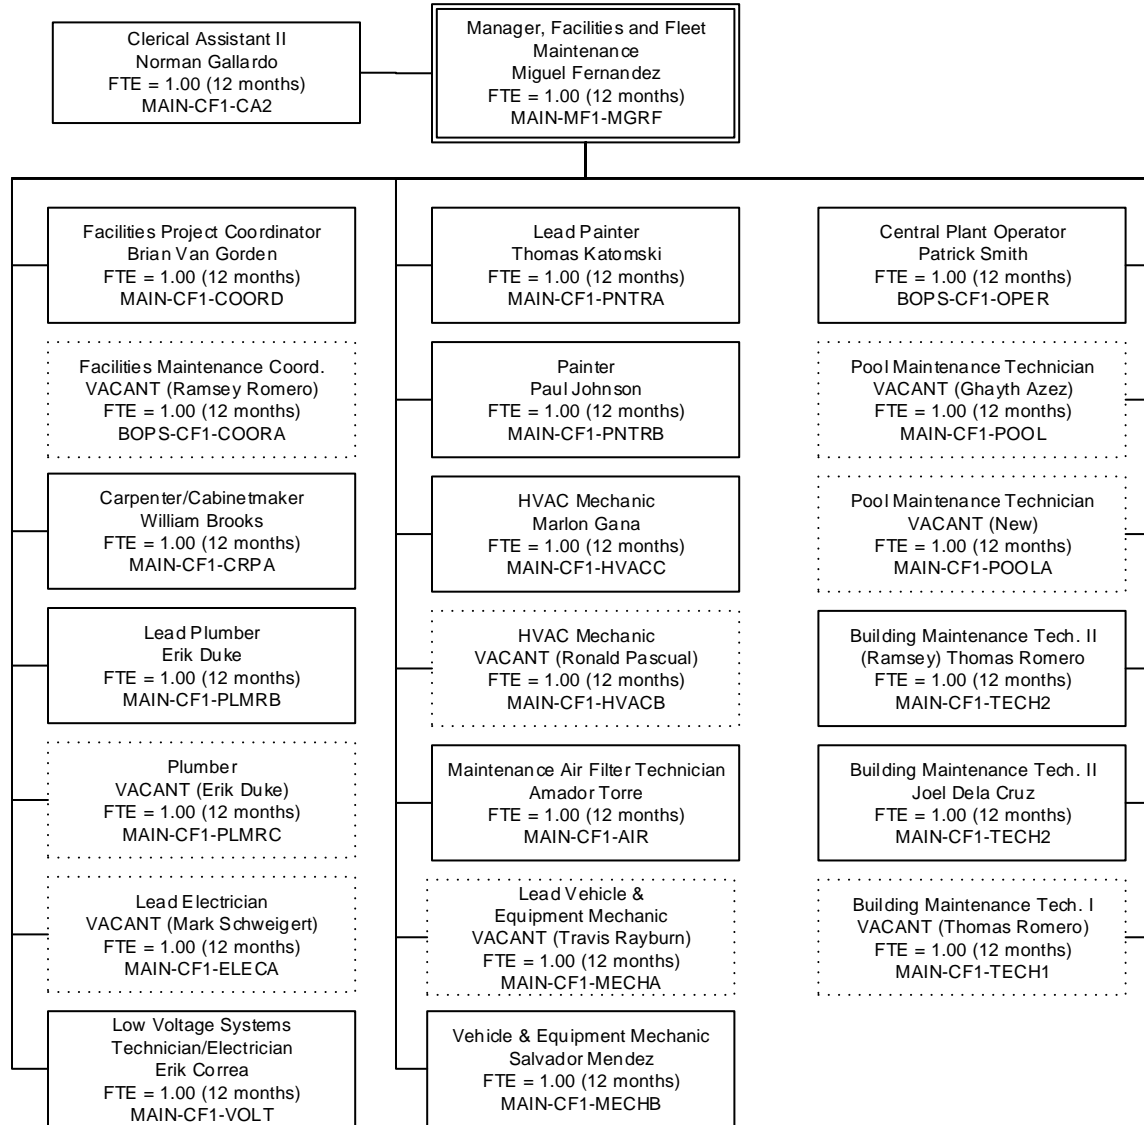 Clerical Assistant II
Norman Gallardo
FTE = 1.00 (12 months)
MAIN-CF1-CA2
Manager, Facilities and Fleet
Maintenance
Miguel Fernandez
FTE = 1.00 (12 months)
MAIN-MF1-MGRF
Facilities Project Coordinator
Brian Van Gorden
FTE = 1.00 (12 months)
MAIN-CF1-COORD
Facilities Maintenance Coord.
VACANT (Ramsey Romero)
FTE = 1.00 (12 months)
BOPS-CF1-COORA
Carpenter/Cabinetmaker
William Brooks
FTE = 1.00 (12 months)
MAIN-CF1-CRPA
Lead Plumber
Erik Duke
FTE = 1.00 (12 months)
MAIN-CF1-PLMRB
Plumber
VACANT (Erik Duke)
FTE = 1.00 (12 months)
MAIN-CF1-PLMRC
Lead Electrician
VACANT (Mark Schweigert)
FTE = 1.00 (12 months)
MAIN-CF1-ELECA
Low Voltage Systems
Technician/Electrician
Erik Correa
FTE = 1.00 (12 months)
MAIN-CF1-VOLT
Lead Painter
Thomas Katomski
FTE = 1.00 (12 months)
MAIN-CF1-PNTRA
Painter
Paul Johnson
FTE = 1.00 (12 months)
MAIN-CF1-PNTRB
HVAC Mechanic
Marlon Gana
FTE = 1.00 (12 months)
MAIN-CF1-HVACC
HVAC Mechanic
VACANT (Ronald Pascual)
FTE = 1.00 (12 months)
MAIN-CF1-HVACB
Maintenance Air Filter Technician
Amador Torre
FTE = 1.00 (12 months)
MAIN-CF1-AIR
Lead Vehicle &
Equipment Mechanic
VACANT (Travis Rayburn)
FTE = 1.00 (12 months)
MAIN-CF1-MECHA
Vehicle & Equipment Mechanic
Salvador Mendez
FTE = 1.00 (12 months)
MAIN-CF1-MECHB
Central Plant Operator
Patrick Smith
FTE = 1.00 (12 months)
BOPS-CF1-OPER
Pool Maintenance Technician
VACANT (Ghayth Azez)
FTE = 1.00 (12 months)
MAIN-CF1-POOL
Pool Maintenance Technician
VACANT (New)
FTE = 1.00 (12 months)
MAIN-CF1-POOLA
Building Maintenance Tech. II
(Ramsey) Thomas Romero
FTE = 1.00 (12 months)
MAIN-CF1-TECH2
Building Maintenance Tech. II
Joel Dela Cruz
FTE = 1.00 (12 months)
MAIN-CF1-TECH2
Building Maintenance Tech. I
VACANT (Thomas Romero)
FTE = 1.00 (12 months)
MAIN-CF1-TECH1